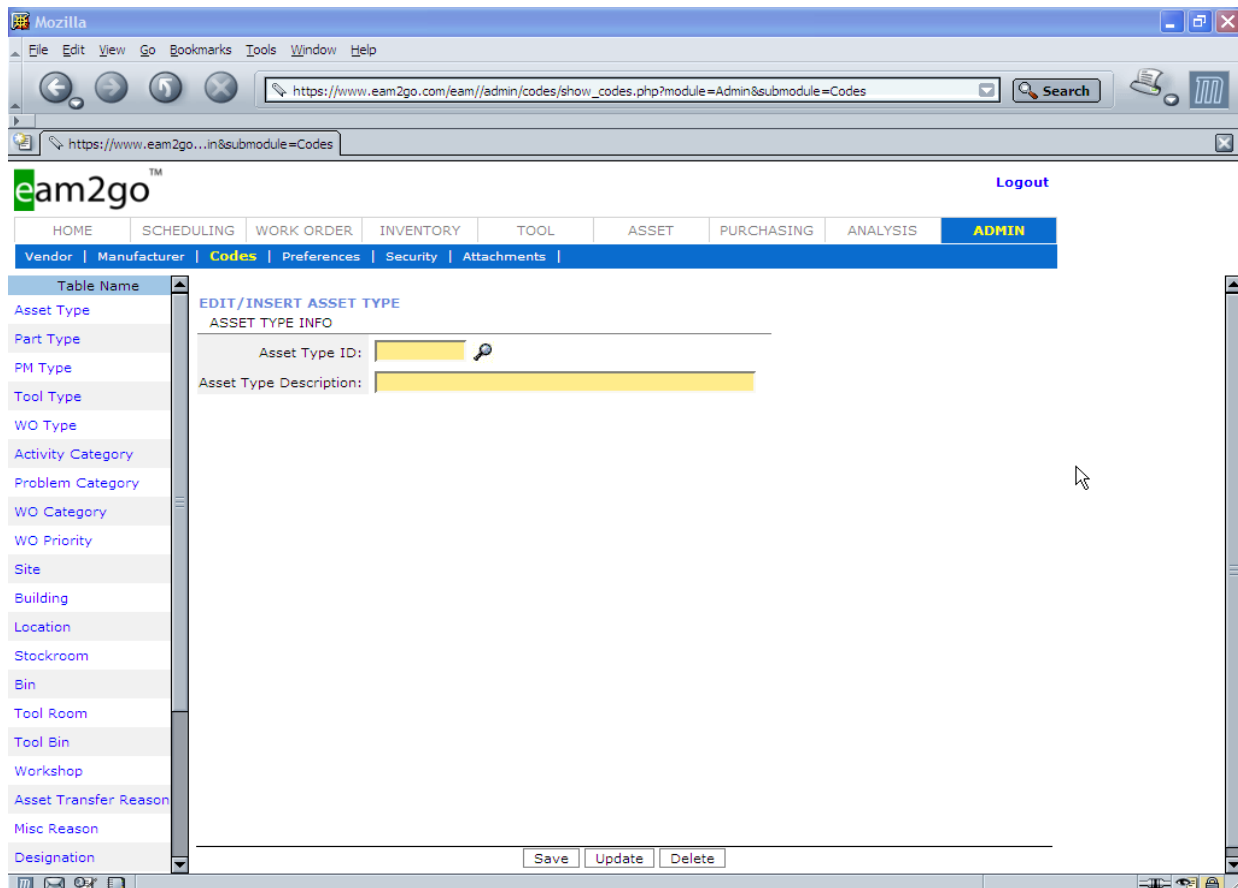 Mozilla
File Edit View Go Bookmarks Tools Window Help
https://www.eam2go.com/eam//admin/codes/show_codes.php?module=Admin&submodule=Codes Search
https://www.eam2go...in&submodule=Codes
eam2go™
Logout
HOME SCHEDULING WORK ORDER INVENTORY TOOL ASSET PURCHASING ANALYSIS ADMIN
Vendor | Manufacturer | Codes | Preferences | Security | Attachments |
Table Name
Asset Type
Part Type
PM Type
Tool Type
WO Type
Activity Category
Problem Category
WO Category
WO Priority
Site
Building
Location
Stockroom
Bin
Tool Room
Tool Bin
Workshop
Asset Transfer Reason
Misc Reason
Designation
EDIT/INSERT ASSET TYPE
ASSET TYPE INFO
Asset Type ID:
Asset Type Description:
Save Update Delete